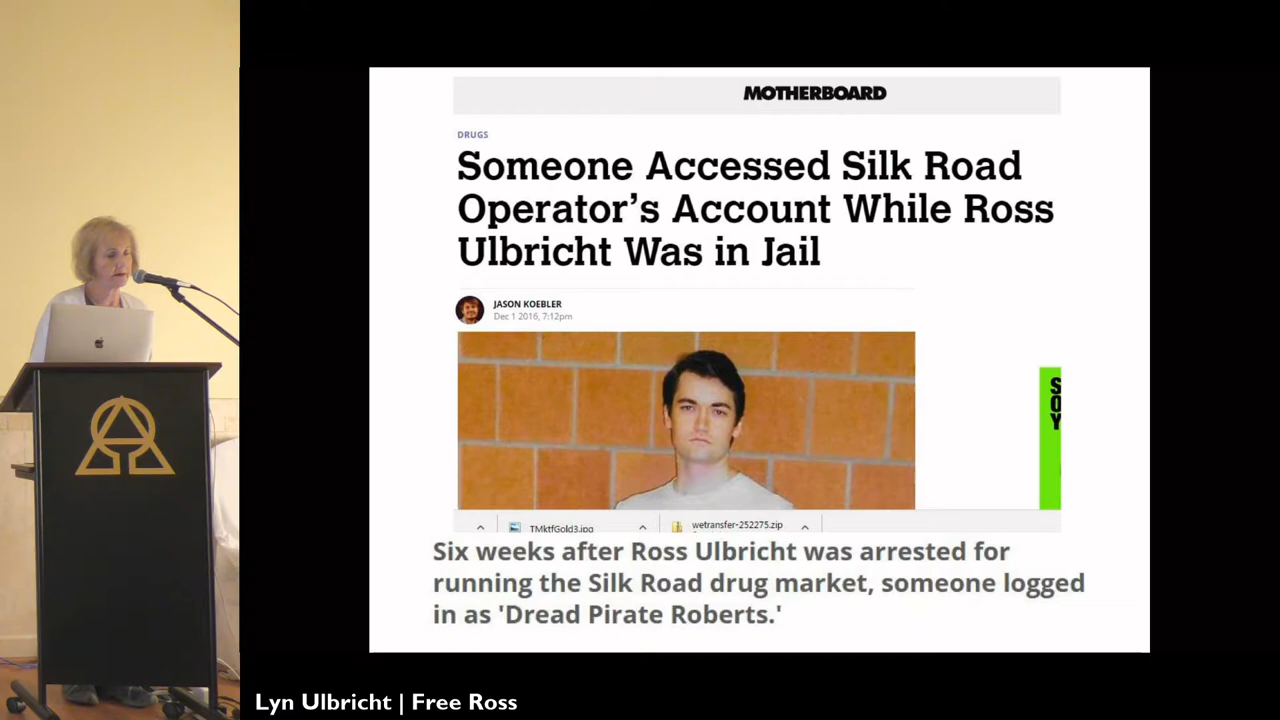 MOTHERBOARD
DRUGS
Someone Accessed Silk Road
Operator's Account While Ross
Ulbricht Was in Jail
JASON KOEBLER
Dec 1 2016, 7:12pm
SOY
TMktfGold3.jpg
wetransfer-252275.zip
Six weeks after Ross Ulbricht was arrested for
running the Silk Road drug market, someone logged
in as 'Dread Pirate Roberts.'
Lyn Ulbricht | Free Ross